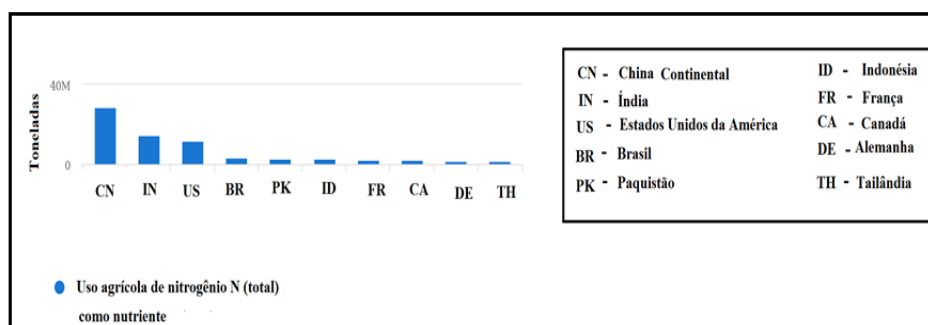 40M
Toneladas
0
CN IN US BR PK ID FR CA DE TH
Uso agrícola de nitrogênio N (total)
como nutriente
CN - China Continental
IN - Índia
US - Estados Unidos da América
BR - Brasil
PK - Paquistão
ID - Indonésia
FR - França
CA - Canadá
DE - Alemanha
TH - Tailândia